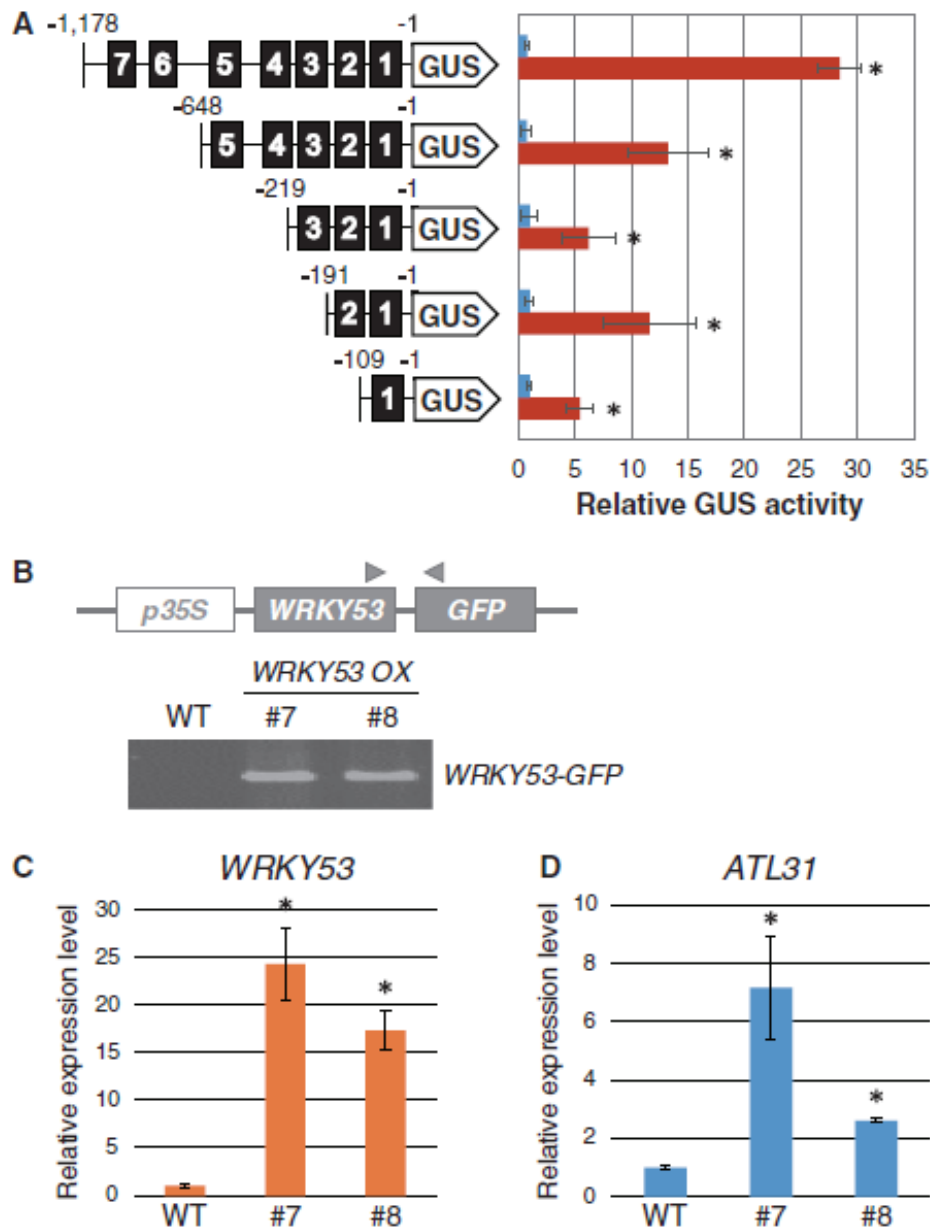 A
-1,178 -1
7 6 5 4 3 2 1 GUS *
-648 -1
5 4 3 2 1 GUS *
-219 -1
3 2 1 GUS *
-191 -1
2 1 GUS *
-109 -1
1 GUS *
0 5 10 15 20 25 30 35
Relative GUS activity
B
p35S WRKY53 GFP
WRKY53 OX
WT #7 #8
WRKY53-GFP
C WRKY53
Relative expression level
30
25
20
15
10
5
0
* *
WT #7 #8
D ATL31
Relative expression level
10
8
6
4
2
0
* *
WT #7 #8